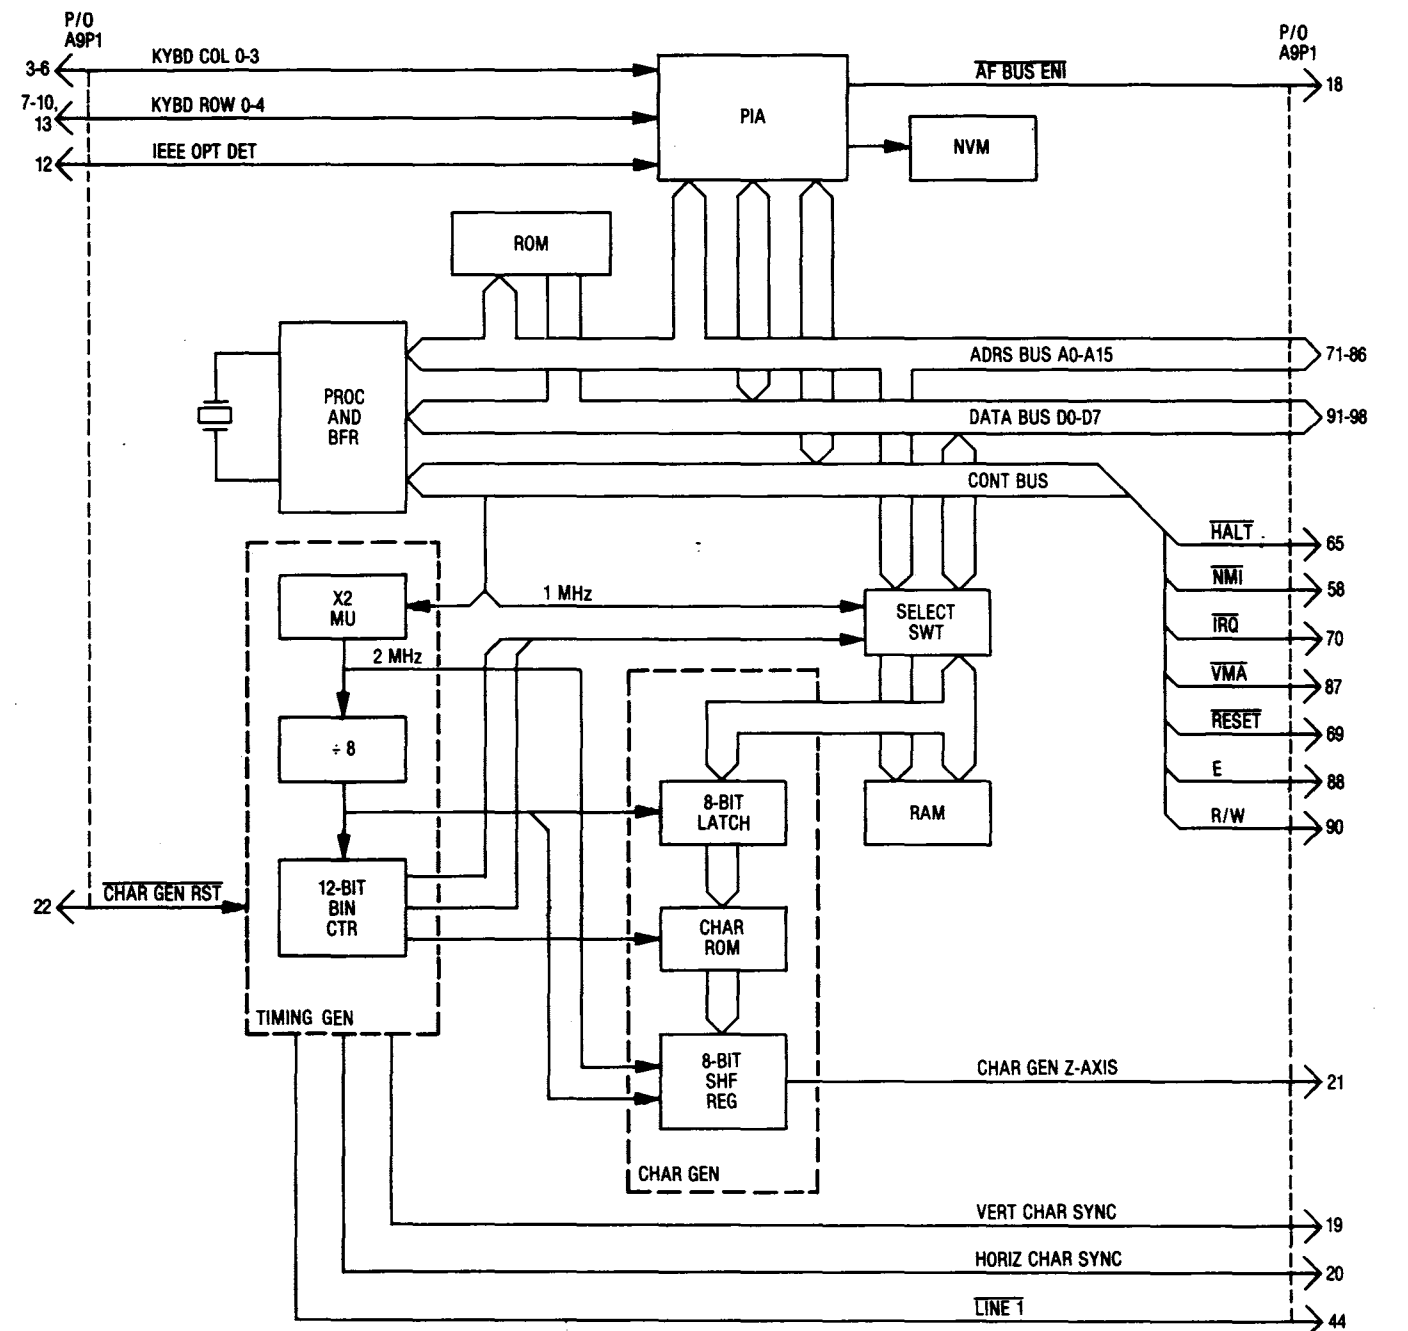 P/O
A9P1
P/O
A9P1
3-6
KYBD COL 0-3
AF BUS ENI
18
7-10,
13
KYBD ROW 0-4
PIA
12
IEEE OPT DET
NVM
ROM
ADRS BUS A0-A15
71-86
PROC
AND
BFR
DATA BUS D0-D7
91-98
CONT BUS
HALT
65
NMI
58
IRQ
70
VMA
87
RESET
69
E
88
R/W
90
X2
MU
1 MHz
SELECT
SWT
2 MHz
÷ 8
8-BIT
LATCH
RAM
22
CHAR GEN RST
12-BIT
BIN
CTR
CHAR
ROM
TIMING GEN
8-BIT
SHF
REG
CHAR GEN Z-AXIS
21
CHAR GEN
VERT CHAR SYNC
19
HORIZ CHAR SYNC
20
LINE 1
44